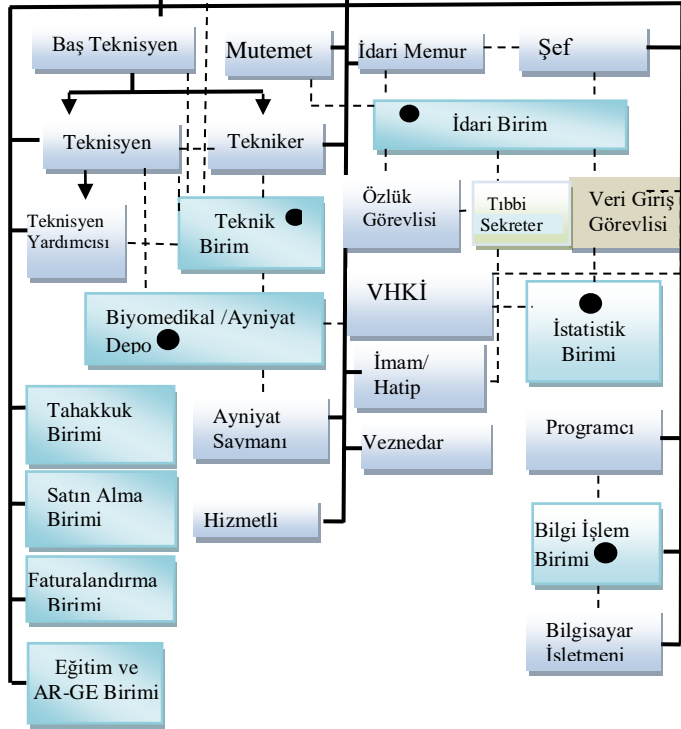 Baş Teknisyen
Mutemet
İdari Memur
Şef
İdari Birim
Teknisyen
Tekniker
Özlük
Görevlisi
Tıbbi
Sekreter
Veri Giriş
Görevlisi
Teknisyen
Yardımcısı
Teknik
Birim
VHKİ
Biyomedikal /Ayniyat
Depo
İstatistik
Birimi
İmam/
Hatip
Tahakkuk
Birimi
Ayniyat
Saymanı
Veznedar
Programcı
Satın Alma
Birimi
Hizmetli
Bilgi İşlem
Birimi
Faturalandırma
Birimi
Bilgisayar
İşletmeni
Eğitim ve
AR-GE Birimi